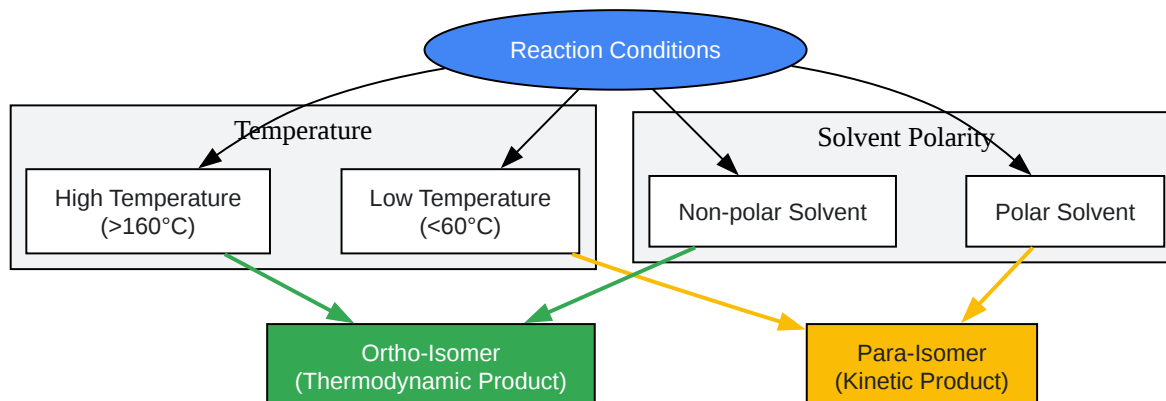 Reaction Conditions
Temperature
Solvent Polarity
High Temperature
(>160°C)
Low Temperature
(<60°C)
Non-polar Solvent
Polar Solvent
Ortho-Isomer
(Thermodynamic Product)
Para-Isomer
(Kinetic Product)